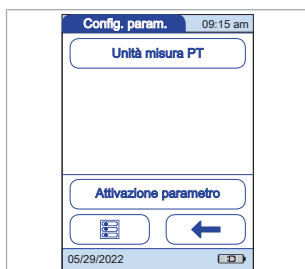 Config. param. 09:15 am
Unità misura PT
Attivazione parametro
05/29/2022